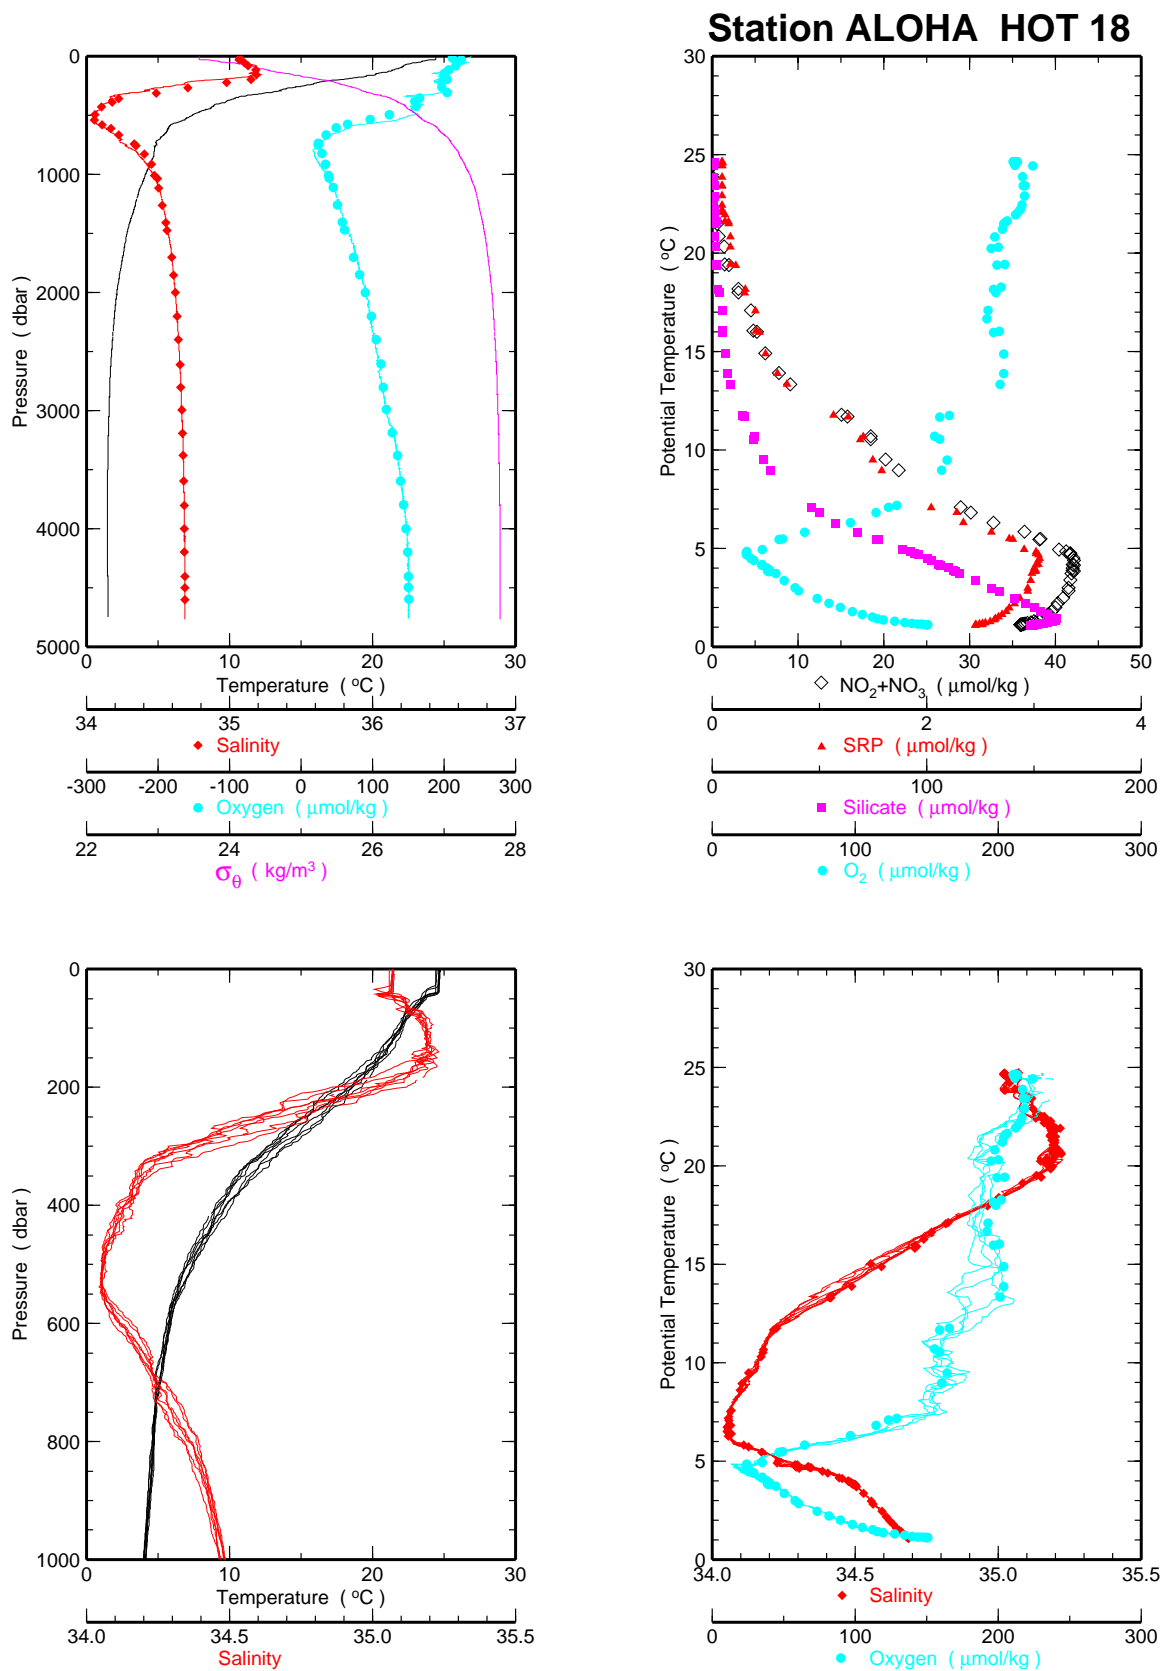 Station ALOHA HOT 18
0
1000
2000
3000
4000
5000
Pressure ( dbar )
0 10 20 30
Temperature ( °C )
34 35 36 37
Salinity
-300 -200 -100 0 100 200 300
Oxygen ( μmol/kg )
22 23 24 25 26 27 28
σθ ( kg/m³ )
30
25
20
15
10
5
0
Potential Temperature ( °C )
0 10 20 30 40 50
NO₂+NO₃ ( μmol/kg )
0 2 4
SRP ( μmol/kg )
0 100 200
Silicate ( μmol/kg )
0 100 200 300
O₂ ( μmol/kg )
0
200
400
600
800
1000
Pressure ( dbar )
0 10 20 30
Temperature ( °C )
34.0 34.5 35.0 35.5
Salinity
30
25
20
15
10
5
0
Potential Temperature ( °C )
34.0 34.5 35.0 35.5
Salinity
0 100 200 300
Oxygen ( μmol/kg )